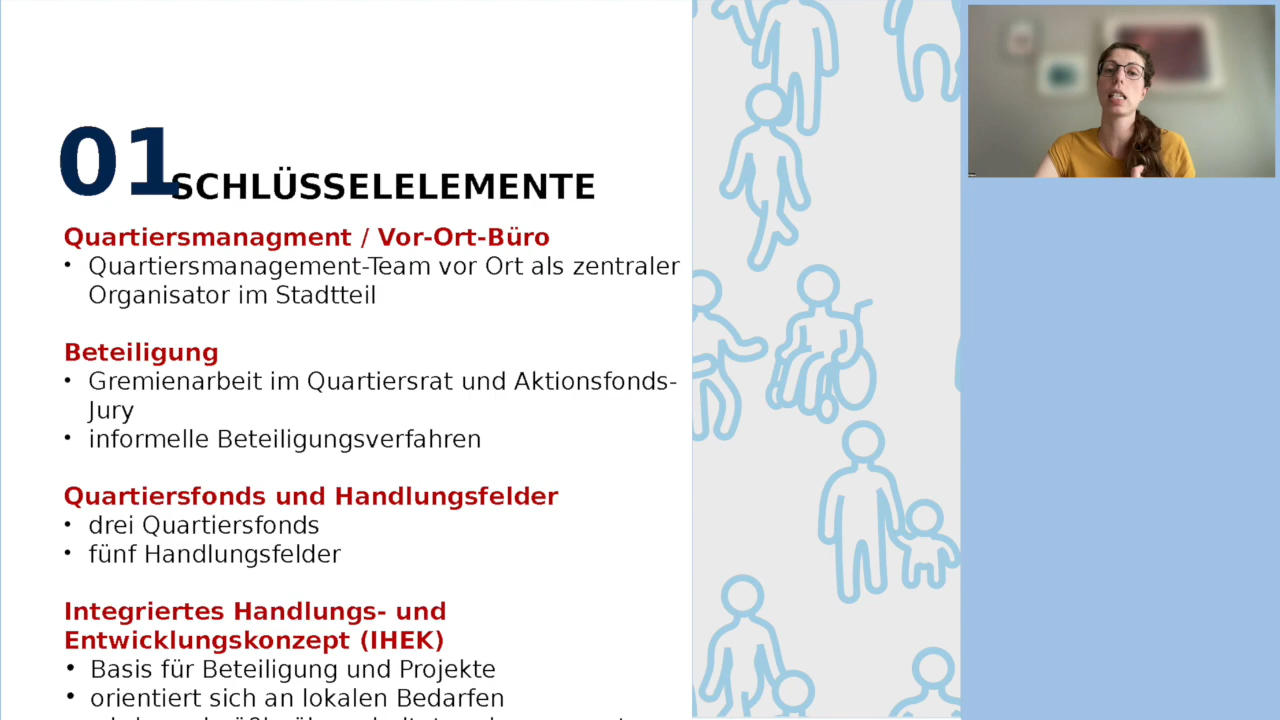 01 SCHLÜSSELELEMENTE
Quartiersmanagment / Vor-Ort-Büro
• Quartiersmanagement-Team vor Ort als zentraler
Organisator im Stadtteil
Beteiligung
• Gremienarbeit im Quartiersrat und Aktionsfonds-
Jury
• informelle Beteiligungsverfahren
Quartiersfonds und Handlungsfelder
• drei Quartiersfonds
• fünf Handlungsfelder
Integriertes Handlungs- und
Entwicklungskonzept (IHEK)
• Basis für Beteiligung und Projekte
• orientiert sich an lokalen Bedarfen